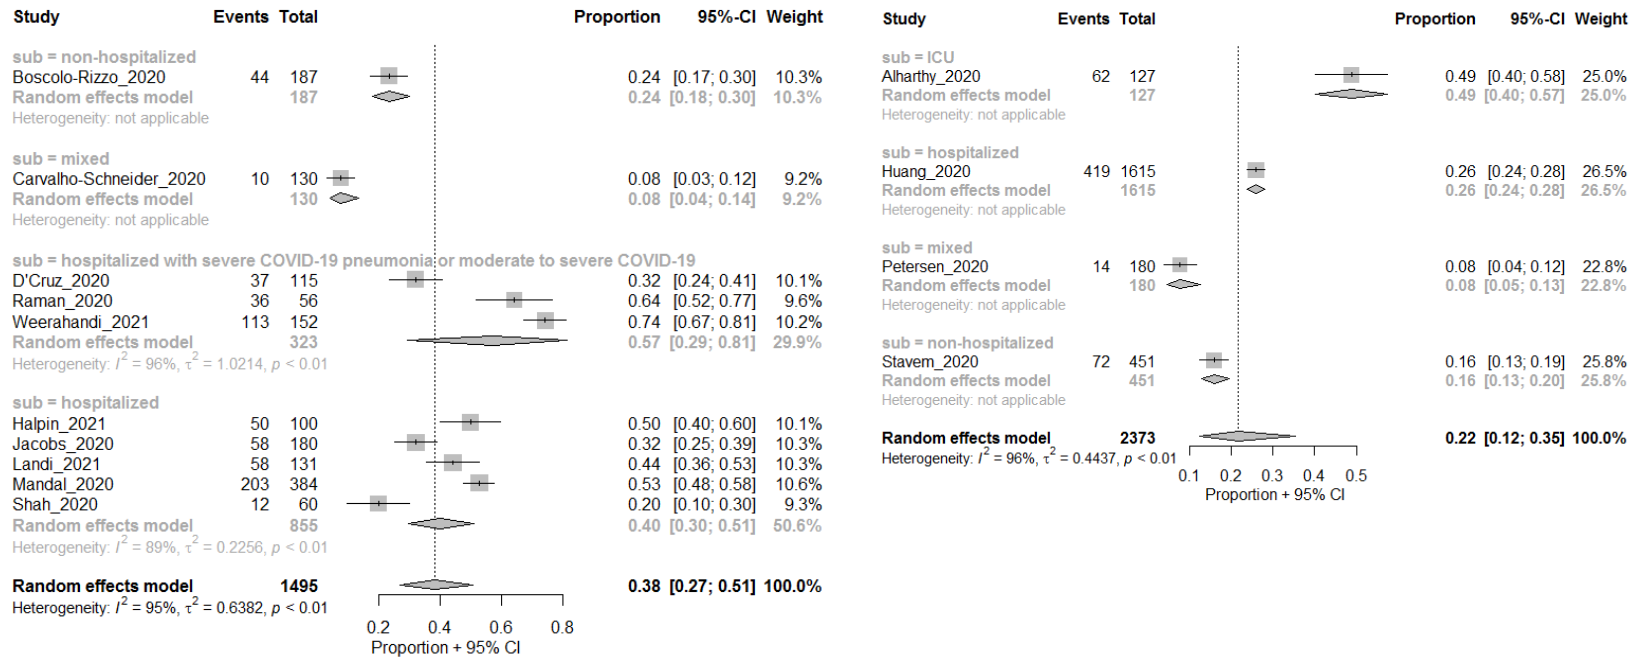 Study Events Total Proportion 95%-CI Weight
sub = non-hospitalized
Boscolo-Rizzo_2020 44 187 0.24 [0.17; 0.30] 10.3%
Random effects model 187 0.24 [0.18; 0.30] 10.3%
Heterogeneity: not applicable
sub = mixed
Carvalho-Schneider_2020 10 130 0.08 [0.03; 0.12] 9.2%
Random effects model 130 0.08 [0.04; 0.14] 9.2%
Heterogeneity: not applicable
sub = hospitalized with severe COVID-19 pneumonia or moderate to severe COVID-19
D'Cruz_2020 37 115 0.32 [0.24; 0.41] 10.1%
Raman_2020 36 56 0.64 [0.52; 0.77] 9.6%
Weerahandi_2021 113 152 0.74 [0.67; 0.81] 10.2%
Random effects model 323 0.57 [0.29; 0.81] 29.9%
Heterogeneity: I² = 96%, τ² = 1.0214, p < 0.01
sub = hospitalized
Halpin_2021 50 100 0.50 [0.40; 0.60] 10.1%
Jacobs_2020 58 180 0.32 [0.25; 0.39] 10.3%
Landi_2021 58 131 0.44 [0.36; 0.53] 10.3%
Mandal_2020 203 384 0.53 [0.48; 0.58] 10.6%
Shah_2020 12 60 0.20 [0.10; 0.30] 9.3%
Random effects model 855 0.40 [0.30; 0.51] 50.6%
Heterogeneity: I² = 89%, τ² = 0.2256, p < 0.01
Random effects model 1495 0.38 [0.27; 0.51] 100.0%
Heterogeneity: I² = 95%, τ² = 0.6382, p < 0.01
0.2 0.4 0.6 0.8
Proportion + 95% CI
Study Events Total Proportion 95%-CI Weight
sub = ICU
Alharthy_2020 62 127 0.49 [0.40; 0.58] 25.0%
Random effects model 127 0.49 [0.40; 0.57] 25.0%
Heterogeneity: not applicable
sub = hospitalized
Huang_2020 419 1615 0.26 [0.24; 0.28] 26.5%
Random effects model 1615 0.26 [0.24; 0.28] 26.5%
Heterogeneity: not applicable
sub = mixed
Petersen_2020 14 180 0.08 [0.04; 0.12] 22.8%
Random effects model 180 0.08 [0.05; 0.13] 22.8%
Heterogeneity: not applicable
sub = non-hospitalized
Stavem_2020 72 451 0.16 [0.13; 0.19] 25.8%
Random effects model 451 0.16 [0.13; 0.20] 25.8%
Heterogeneity: not applicable
Random effects model 2373 0.22 [0.12; 0.35] 100.0%
Heterogeneity: I² = 96%, τ² = 0.4437, p < 0.01
0.1 0.2 0.3 0.4 0.5
Proportion + 95% CI